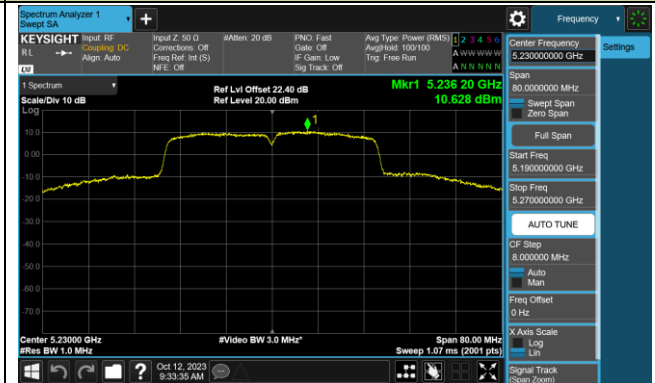 Spectrum Analyzer 1
Swept SA
Frequency
KEYSIGHT
RL
LXI
Input: RF
Coupling: DC
Align: Auto
Input Z: 50 Ω
Corrections: Off
Freq Ref: Int (S)
NFE: Off
#Atten: 20 dB
PNO: Fast
Gate: Off
IF Gain: Low
Sig Track: Off
Avg Type: Power (RMS)
Avg|Hold: 100/100
Trig: Free Run
1 2 3 4 5 6
A W W W W W
A N N N N N
1 Spectrum
Scale/Div 10 dB
Log
Ref Lvl Offset 22.40 dB
Ref Level 20.00 dBm
Mkr1 5.236 20 GHz
10.628 dBm
1
10.0
0.00
-10.0
-20.0
-30.0
-40.0
-50.0
-60.0
-70.0
Center 5.23000 GHz
#Res BW 1.0 MHz
#Video BW 3.0 MHz*
Span 80.00 MHz
Sweep 1.07 ms (2001 pts)
Oct 12, 2023
9:33:35 AM
Center Frequency
5.230000000 GHz
Settings
Span
80.0000000 MHz
Swept Span
Zero Span
Full Span
Start Freq
5.190000000 GHz
Stop Freq
5.270000000 GHz
AUTO TUNE
CF Step
8.000000 MHz
Auto
Man
Freq Offset
0 Hz
X Axis Scale
Log
Lin
Signal Track
(Span Zoom)